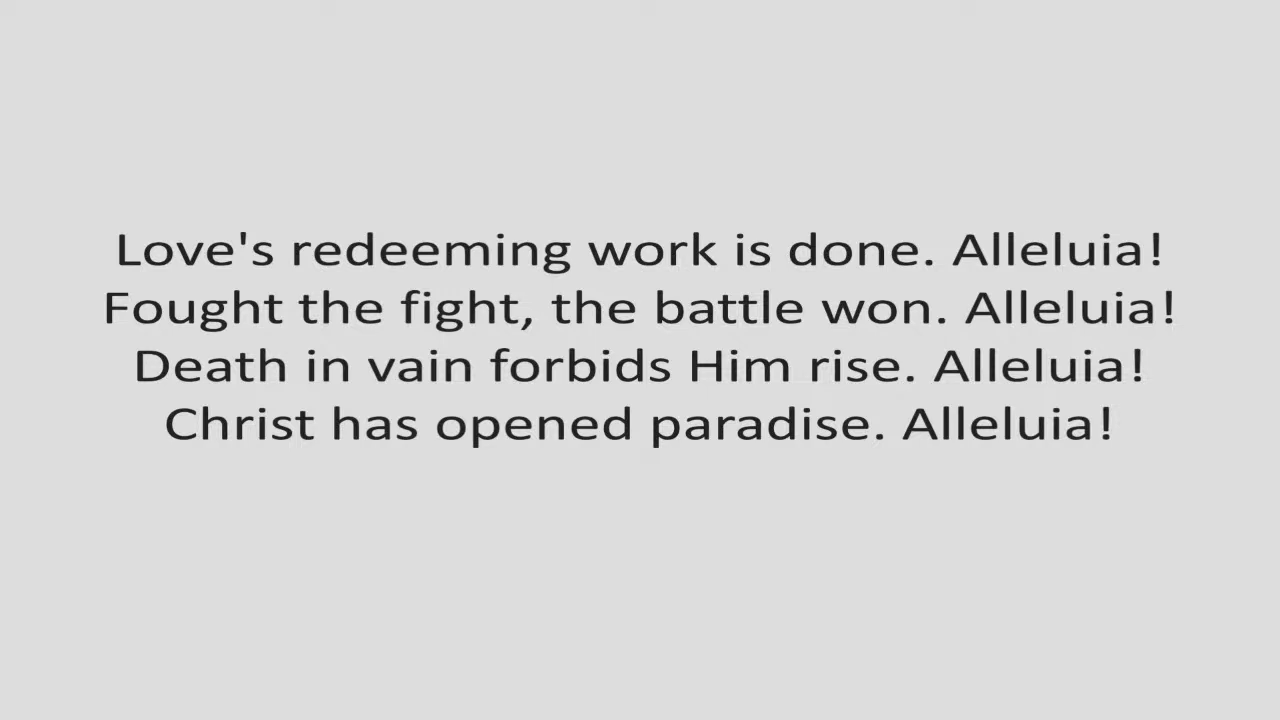 Love's redeeming work is done. Alleluia!
Fought the fight, the battle won. Alleluia!
Death in vain forbids Him rise. Alleluia!
Christ has opened paradise. Alleluia!